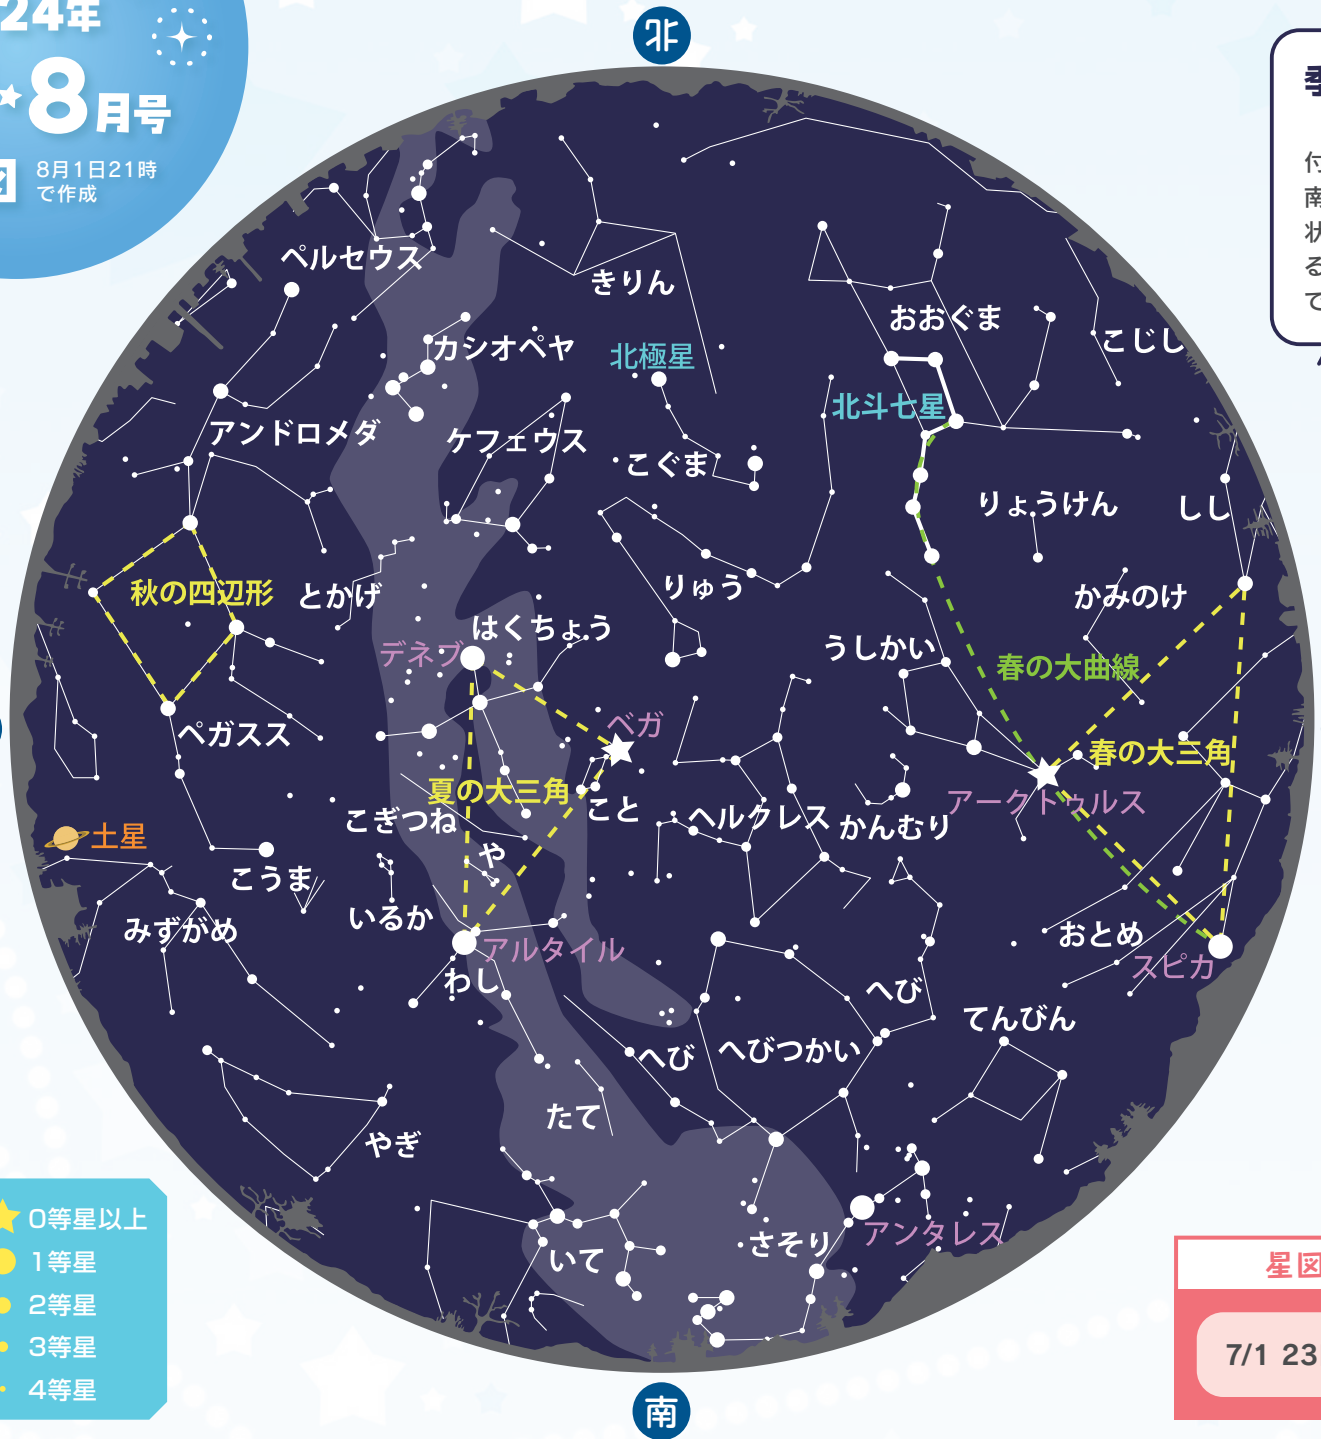 24年
8月号
8月1日21時
で作成
北
付
南
状
る
て
ペルセウス
きりん
おおぐま
こじし
カシオペヤ
北極星
北斗七星
アンドロメダ
ケフェウス
こぐま
りょうけん
しし
秋の四辺形
とかげ
りゅう
かみのけ
はくちょう
デネブ
うしかい
春の大曲線
ペガスス
ベガ
春の大三角
夏の大三角
アークトゥルス
土星
こぎつね
こと
ヘルクレス
かんむり
や
こうま
いるか
みずがめ
アルタイル
おとめ
スピカ
わし
へび
てんびん
へび
へびつかい
たて
やぎ
アンタレス
さそり
いて
0等星以上
1等星
2等星
3等星
4等星
星図
7/1 23
南